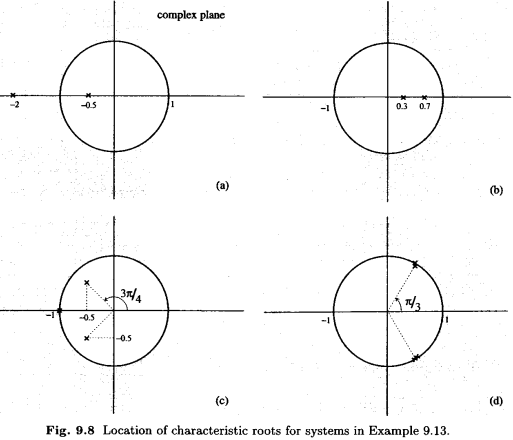 complex plane
-2
-0.5
1
(a)
-1
0.3
0.7
(b)
3π/4
-1
-0.5
-0.5
(c)
π/3
-1
1
(d)
Fig. 9.8 Location of characteristic roots for systems in Example 9.13.